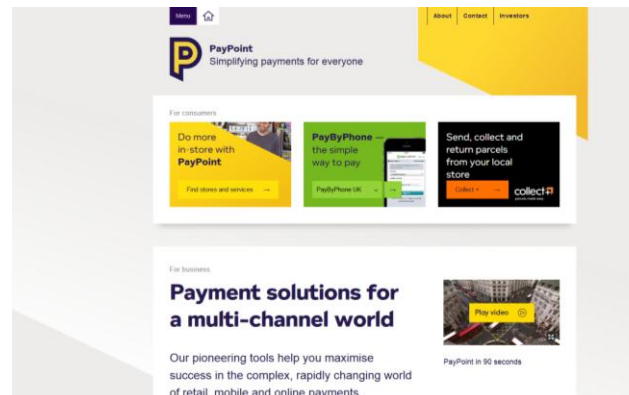 Menu
About Contact Investors
PayPoint
Simplifying payments for everyone
For consumers
Do more
in-store with
PayPoint
Find stores and services →
PayByPhone –
the simple
way to pay
PayByPhone UK →
Send, collect and
return parcels
from your local
store
Collect + →
collect+
For business
Payment solutions for
a multi-channel world
Our pioneering tools help you maximise
success in the complex, rapidly changing world
of retail, mobile and online payments
Play video
PayPoint in 90 seconds